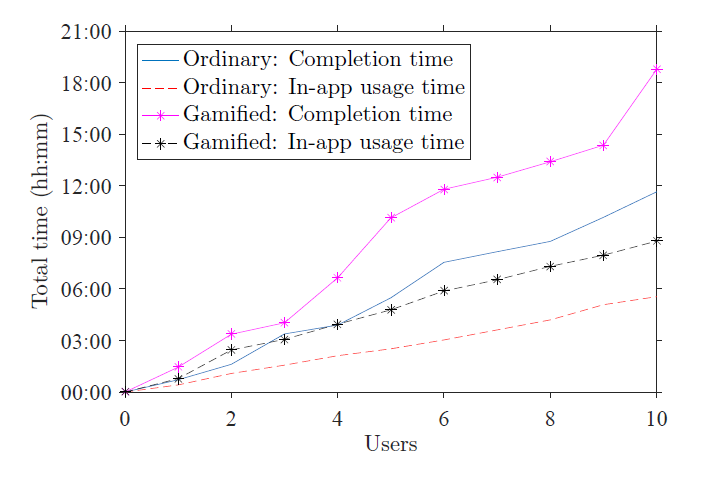 21:00
18:00
15:00
12:00
09:00
06:00
03:00
00:00
Total time (hh:mm)
Ordinary: Completion time
Ordinary: In-app usage time
Gamified: Completion time
Gamified: In-app usage time
0 2 4 6 8 10
Users